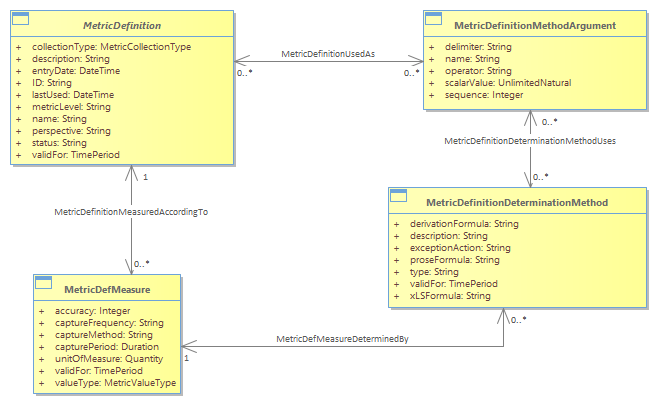 MetricDefinition
+ collectionType: MetricCollectionType
+ description: String
+ entryDate: DateTime
+ ID: String
+ lastUsed: DateTime
+ metricLevel: String
+ name: String
+ perspective: String
+ status: String
+ validFor: TimePeriod
MetricDefinitionUsedAs
0..*
0..*
MetricDefinitionMethodArgument
+ delimiter: String
+ name: String
+ operator: String
+ scalarValue: UnlimitedNatural
+ sequence: Integer
0..*
MetricDefinitionDeterminationMethodUses
0..*
1
MetricDefinitionMeasuredAccordingTo
0..*
MetricDefinitionDeterminationMethod
+ derivationFormula: String
+ description: String
+ exceptionAction: String
+ proseFormula: String
+ type: String
+ validFor: TimePeriod
+ xLSFormula: String
MetricDefMeasure
+ accuracy: Integer
+ captureFrequency: String
+ captureMethod: String
+ capturePeriod: Duration
+ unitOfMeasure: Quantity
+ validFor: TimePeriod
+ valueType: MetricValueType
0..*
MetricDefMeasureDeterminedBy
1